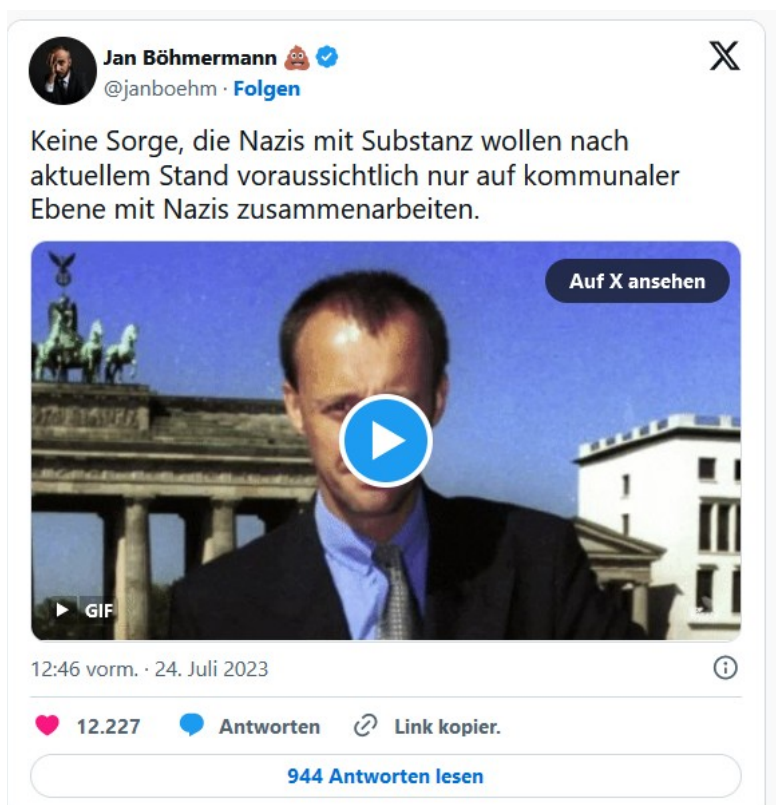 Jan Böhmermann 💩
@janboehm · Folgen
Keine Sorge, die Nazis mit Substanz wollen nach
aktuellem Stand voraussichtlich nur auf kommunaler
Ebene mit Nazis zusammenarbeiten.
Auf X ansehen
GIF
12:46 vorm. · 24. Juli 2023
12.227 Antworten Link kopier.
944 Antworten lesen